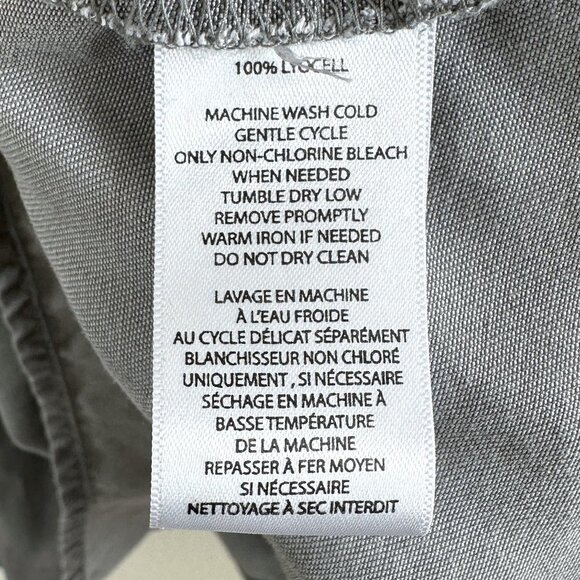 100% LYOCELL
MACHINE WASH COLD
GENTLE CYCLE
ONLY NON-CHLORINE BLEACH
WHEN NEEDED
TUMBLE DRY LOW
REMOVE PROMPTLY
WARM IRON IF NEEDED
DO NOT DRY CLEAN
LAVAGE EN MACHINE
À L'EAU FROIDE
AU CYCLE DÉLICAT SÉPARÉMENT
BLANCHISSEUR NON CHLORÉ
UNIQUEMENT , SI NÉCESSAIRE
SÉCHAGE EN MACHINE À
BASSE TEMPÉRATURE
DE LA MACHINE
REPASSER À FER MOYEN
SI NÉCESSAIRE
NETTOYAGE À SEC INTERDIT